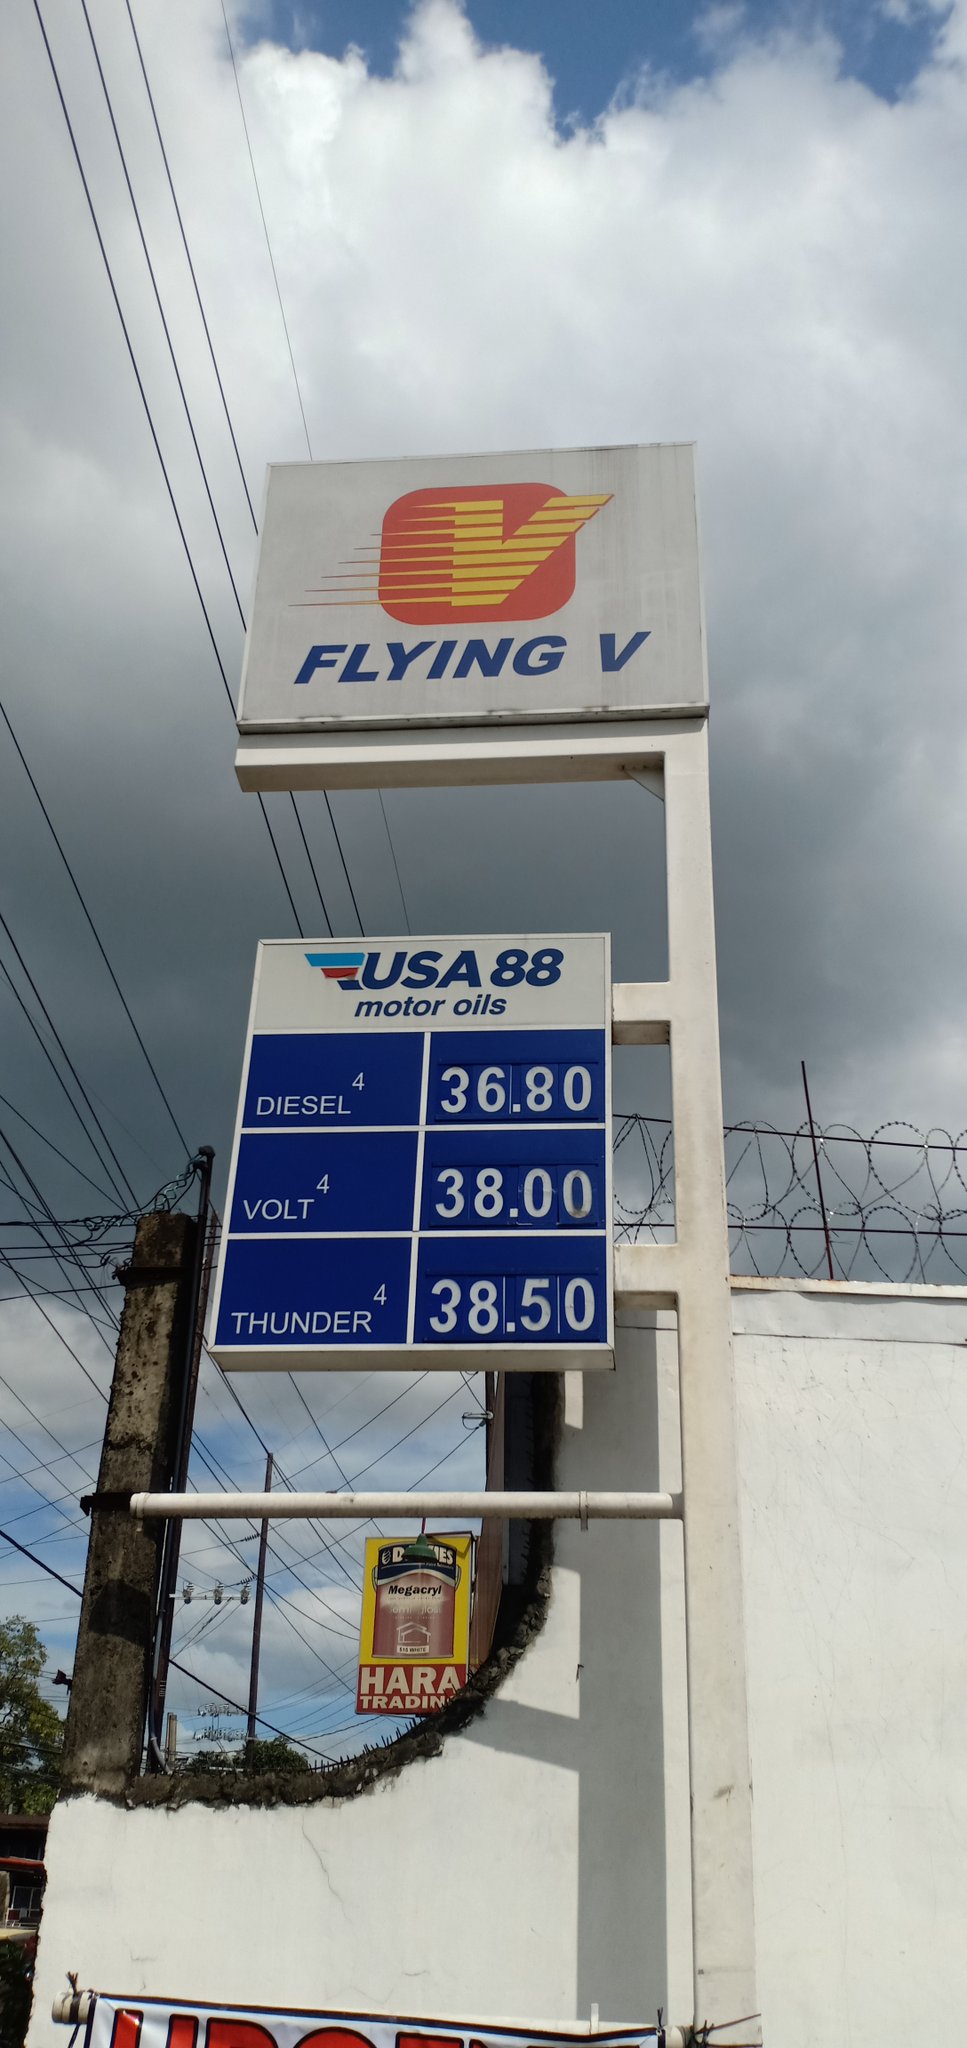 FLYING V
USA 88
motor oils
DIESEL 4 36.80
VOLT 4 38.00
THUNDER 4 38.50
Megacryl
HARA